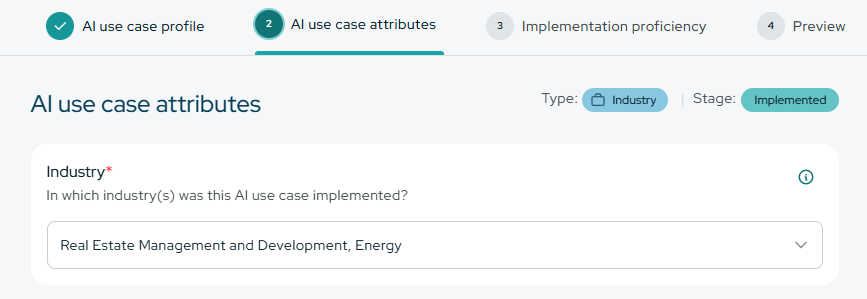 AI use case profile
2 AI use case attributes
3 Implementation proficiency
4 Preview
AI use case attributes
Type: Industry | Stage: Implemented
Industry*
In which industry(s) was this AI use case implemented?
Real Estate Management and Development, Energy